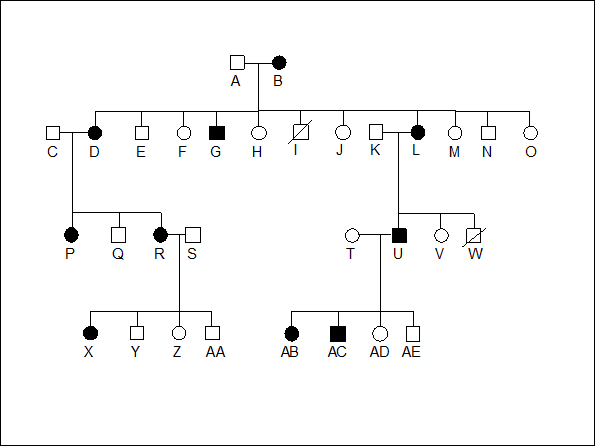 A B
C D E F G H I J K L M N O
P Q R S T U V W
X Y Z AA AB AC AD AE